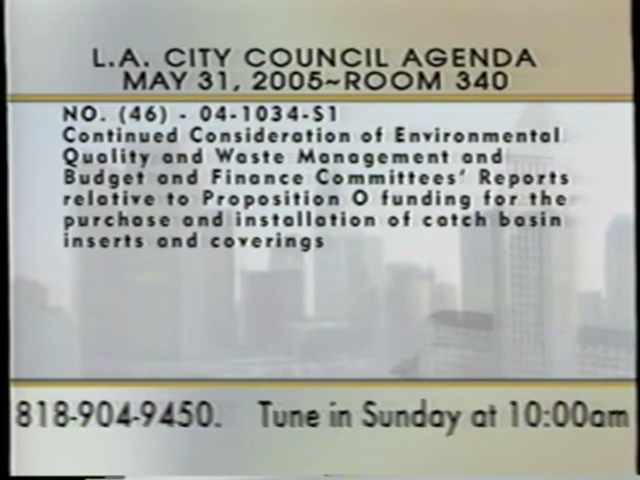 L.A. CITY COUNCIL AGENDA
MAY 31, 2005~ROOM 340
NO. (46) - 04-1034-S1
Continued Consideration of Environmental
Quality and Waste Management and
Budget and Finance Committees' Reports
relative to Proposition O funding for the
purchase and installation of catch basin
inserts and coverings
818-904-9450. Tune in Sunday at 10:00am